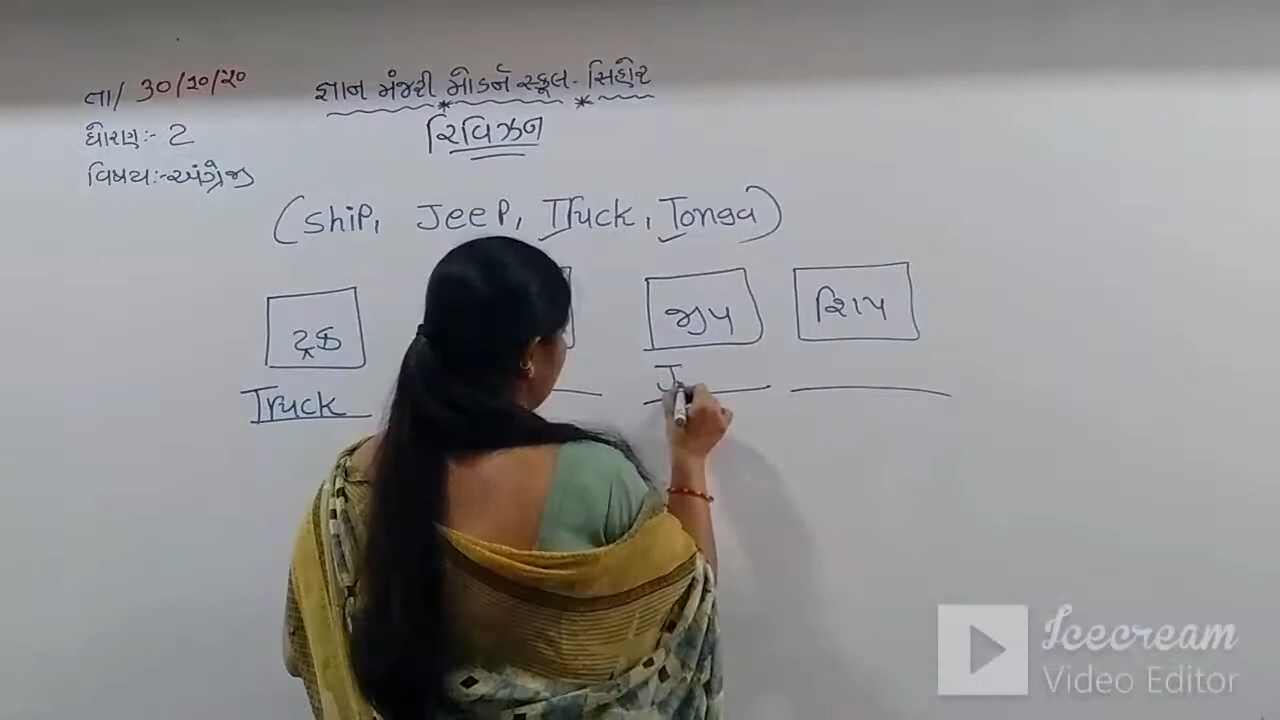 તા/ 30/10/20
જ્ઞાન મંજરી મોડર્ન સ્કૂલ - સિહોર
ધોરણ :- 2
રિવિઝન
વિષય :- અંગ્રેજી
(Ship, Jeep, Truck, Tonga)
ટ્રક જીપ શિપ
Truck J
Icecream
Video Editor